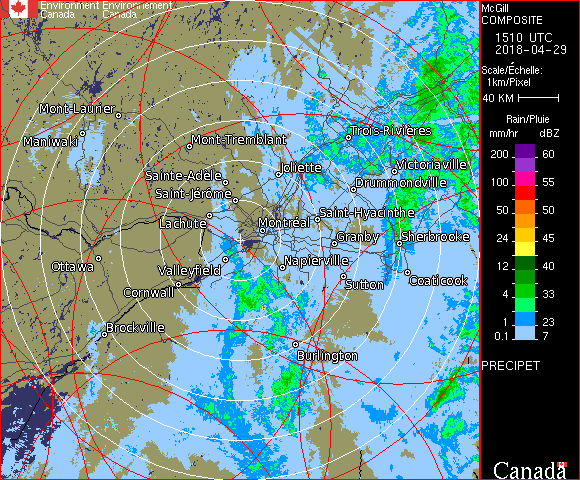 Environment Environnement
Canada Canada
McGill
COMPOSITE
1510 UTC
2018-04-29
Scale/Échelle:
1km/Pixel
40 KM
Rain/Pluie
mm/hr dBZ
200 60
100 55
50 50
24 45
12 40
4 33
1 23
0.1 7
PRECIPET
Canada
Mont-Laurier
Maniwaki
Mont-Tremblant
Trois-Rivières
Joliette
Victoriaville
Sainte-Adèle
Drummondville
Saint-Jérôme
Saint-Hyacinthe
Lachute
Montréal
Granby
Sherbrooke
Ottawa
Valleyfield
Napierville
Sutton
Coaticook
Cornwall
Brockville
Burlington